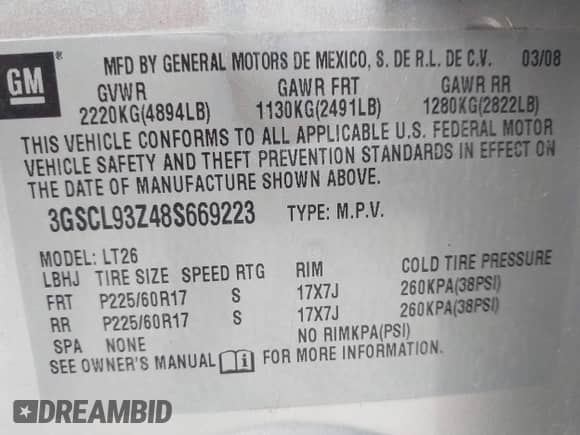 GM ®
MFD BY GENERAL MOTORS DE MEXICO, S. DE R.L. DE C.V. 03/08
GVWR GAWR FRT GAWR RR
2220KG(4894LB) 1130KG(2491LB) 1280KG(2822LB)
THIS VEHICLE CONFORMS TO ALL APPLICABLE U.S. FEDERAL MOTOR
VEHICLE SAFETY AND THEFT PREVENTION STANDARDS IN EFFECT ON
THE DATE OF MANUFACTURE SHOWN ABOVE.
3GSCL93Z48S669223 TYPE: M.P.V.
MODEL: LT26
LBHJ TIRE SIZE SPEED RTG RIM COLD TIRE PRESSURE
FRT P225/60R17 S 17X7J 260KPA(38PSI)
RR P225/60R17 S 17X7J 260KPA(38PSI)
SPA NONE NO RIMKPA(PSI)
SEE OWNER'S MANUAL FOR MORE INFORMATION.
DREAMBID